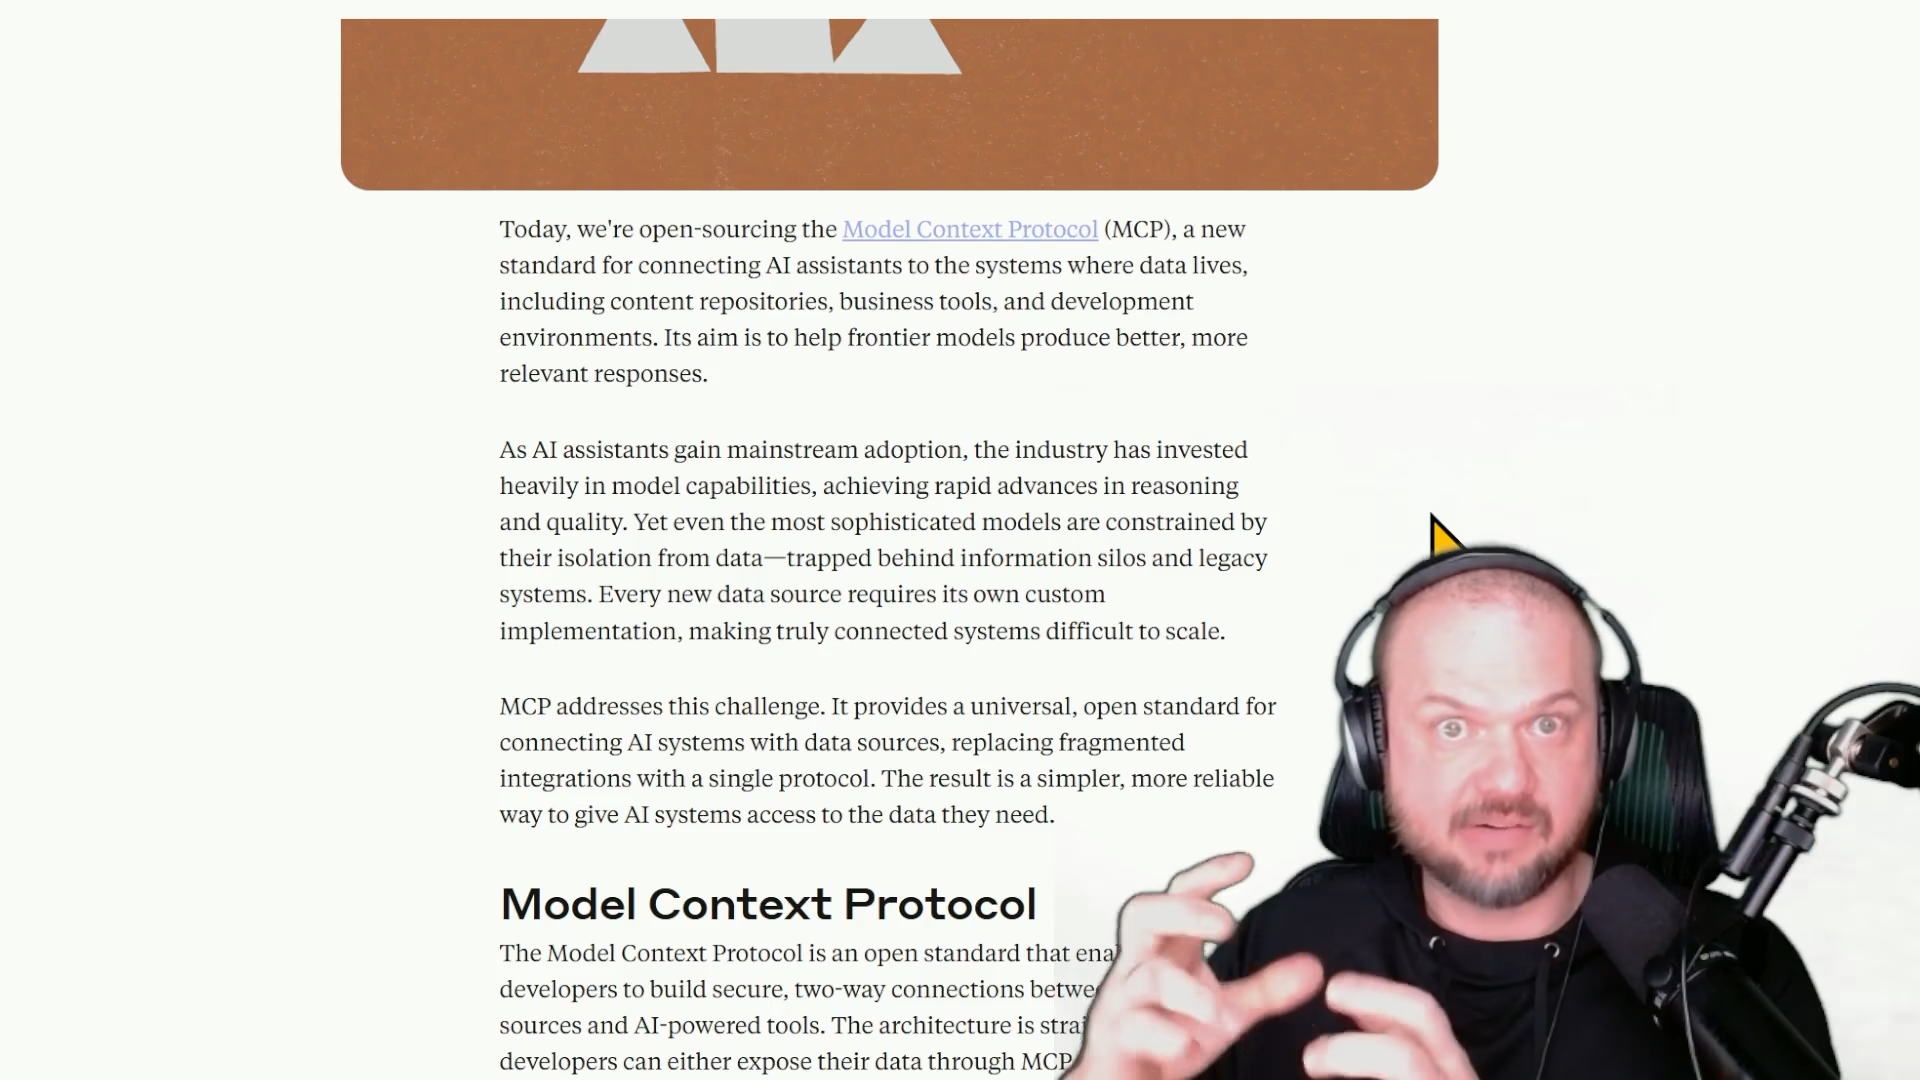 Today, we're open-sourcing the Model Context Protocol (MCP), a new
standard for connecting AI assistants to the systems where data lives,
including content repositories, business tools, and development
environments. Its aim is to help frontier models produce better, more
relevant responses.
As AI assistants gain mainstream adoption, the industry has invested
heavily in model capabilities, achieving rapid advances in reasoning
and quality. Yet even the most sophisticated models are constrained by
their isolation from data—trapped behind information silos and legacy
systems. Every new data source requires its own custom
implementation, making truly connected systems difficult to scale.
MCP addresses this challenge. It provides a universal, open standard for
connecting AI systems with data sources, replacing fragmented
integrations with a single protocol. The result is a simpler, more reliable
way to give AI systems access to the data they need.
Model Context Protocol
The Model Context Protocol is an open standard that
developers to build secure, two-way connections
sources and AI-powered tools. The architecture is
developers can either expose their data through MCP